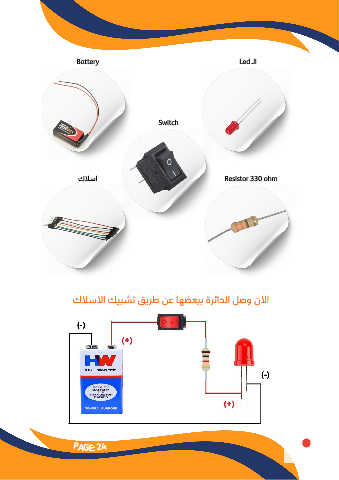 Battery
الـ Led
Switch
اسلاك
Resistor 330 ohm
الان وصل الدائرة ببعضها عن طريق تشبيك الاسلاك
(-)
(+)
HW
(-)
(+)
PAGE: 24